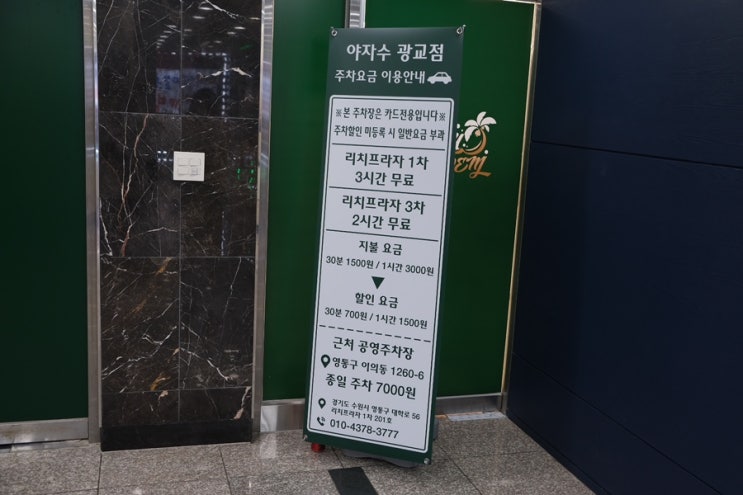 야자수 광교점
주차요금 이용안내
※본 주차장은 카드전용입니다※
주차할인 미등록 시 일반요금 부과
리치프라자 1차
3시간 무료
리치프라자 3차
2시간 무료
지불 요금
30분 1500원 / 1시간 3000원
할인 요금
30분 700원 / 1시간 1500원
근처 공영주차장
영통구 이의동 1260-6
종일 주차 7000원
경기도 수원시 영통구 대학로 56
리치프라자 1차 201호
010-4378-3777